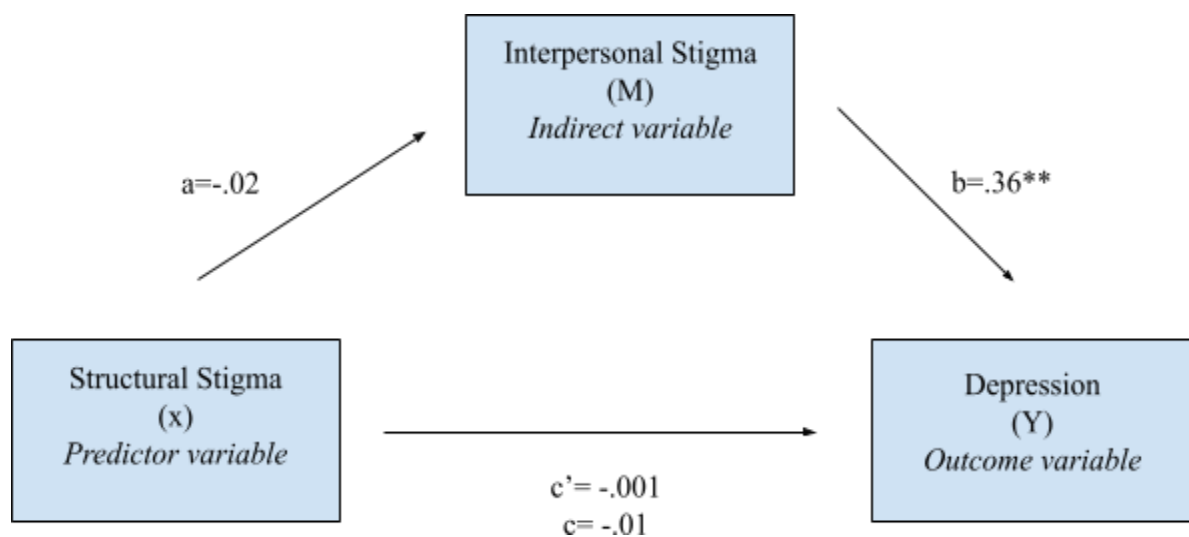 Interpersonal Stigma
(M)
Indirect variable
a=-.02
b=.36**
Structural Stigma
(x)
Predictor variable
Depression
(Y)
Outcome variable
c’= -.001
c= -.01